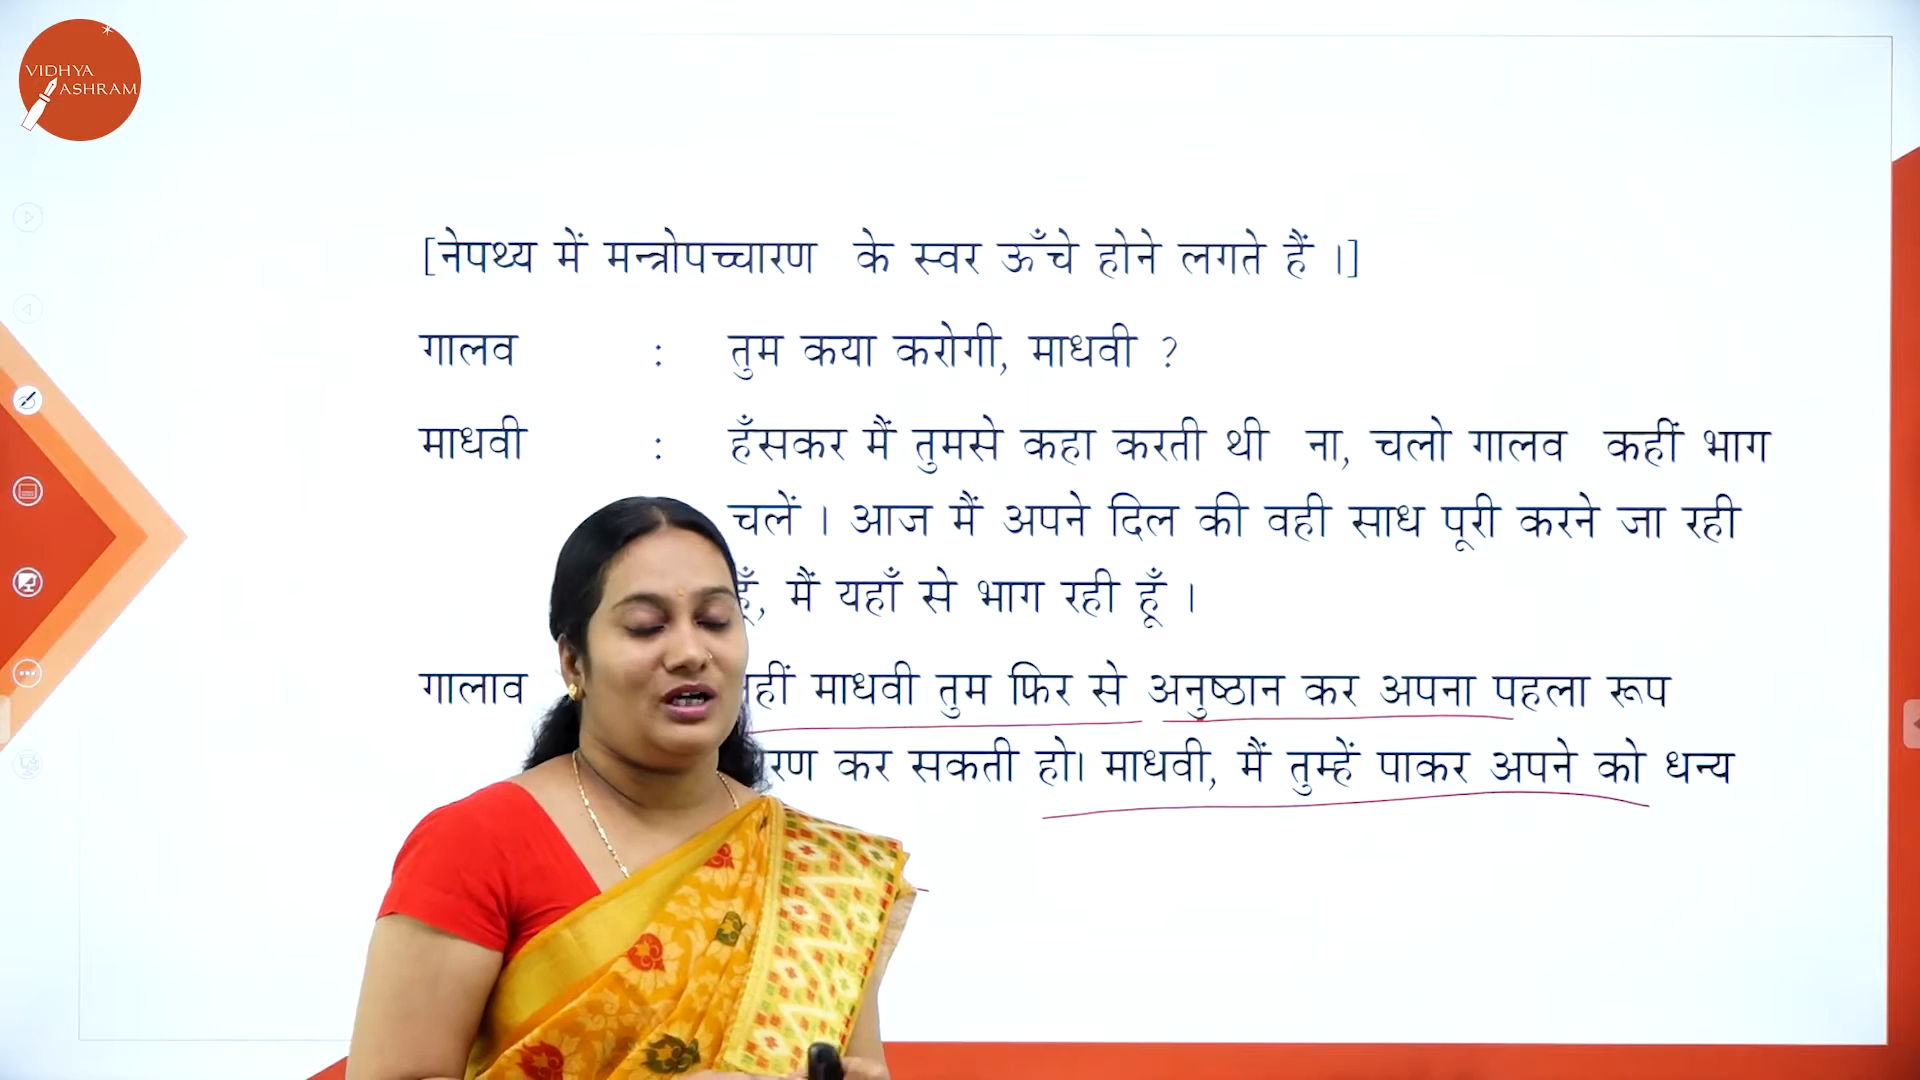 VIDHYA
ASHRAM
[नेपथ्य में मन्त्रोपच्चारण के स्वर ऊँचे होने लगते हैं ।]
गालव : तुम कया करोगी, माधवी ?
माधवी : हँसकर मैं तुमसे कहा करती थी ना, चलो गालव कहीं भाग
चलें । आज मैं अपने दिल की वही साध पूरी करने जा रही
हूँ, मैं यहाँ से भाग रही हूँ ।
गालाव माधवी तुम फिर से अनुष्ठान कर अपना पहला रूप
कर सकती हो। माधवी, मैं तुम्हें पाकर अपने को धन्य